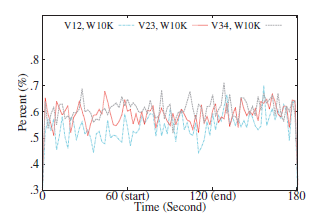 V12, W10K V23, W10K V34, W10K
Percent (%)
.8
.7
.6
.5
.4
.3
0 60 (start) 120 (end) 180
Time (Second)